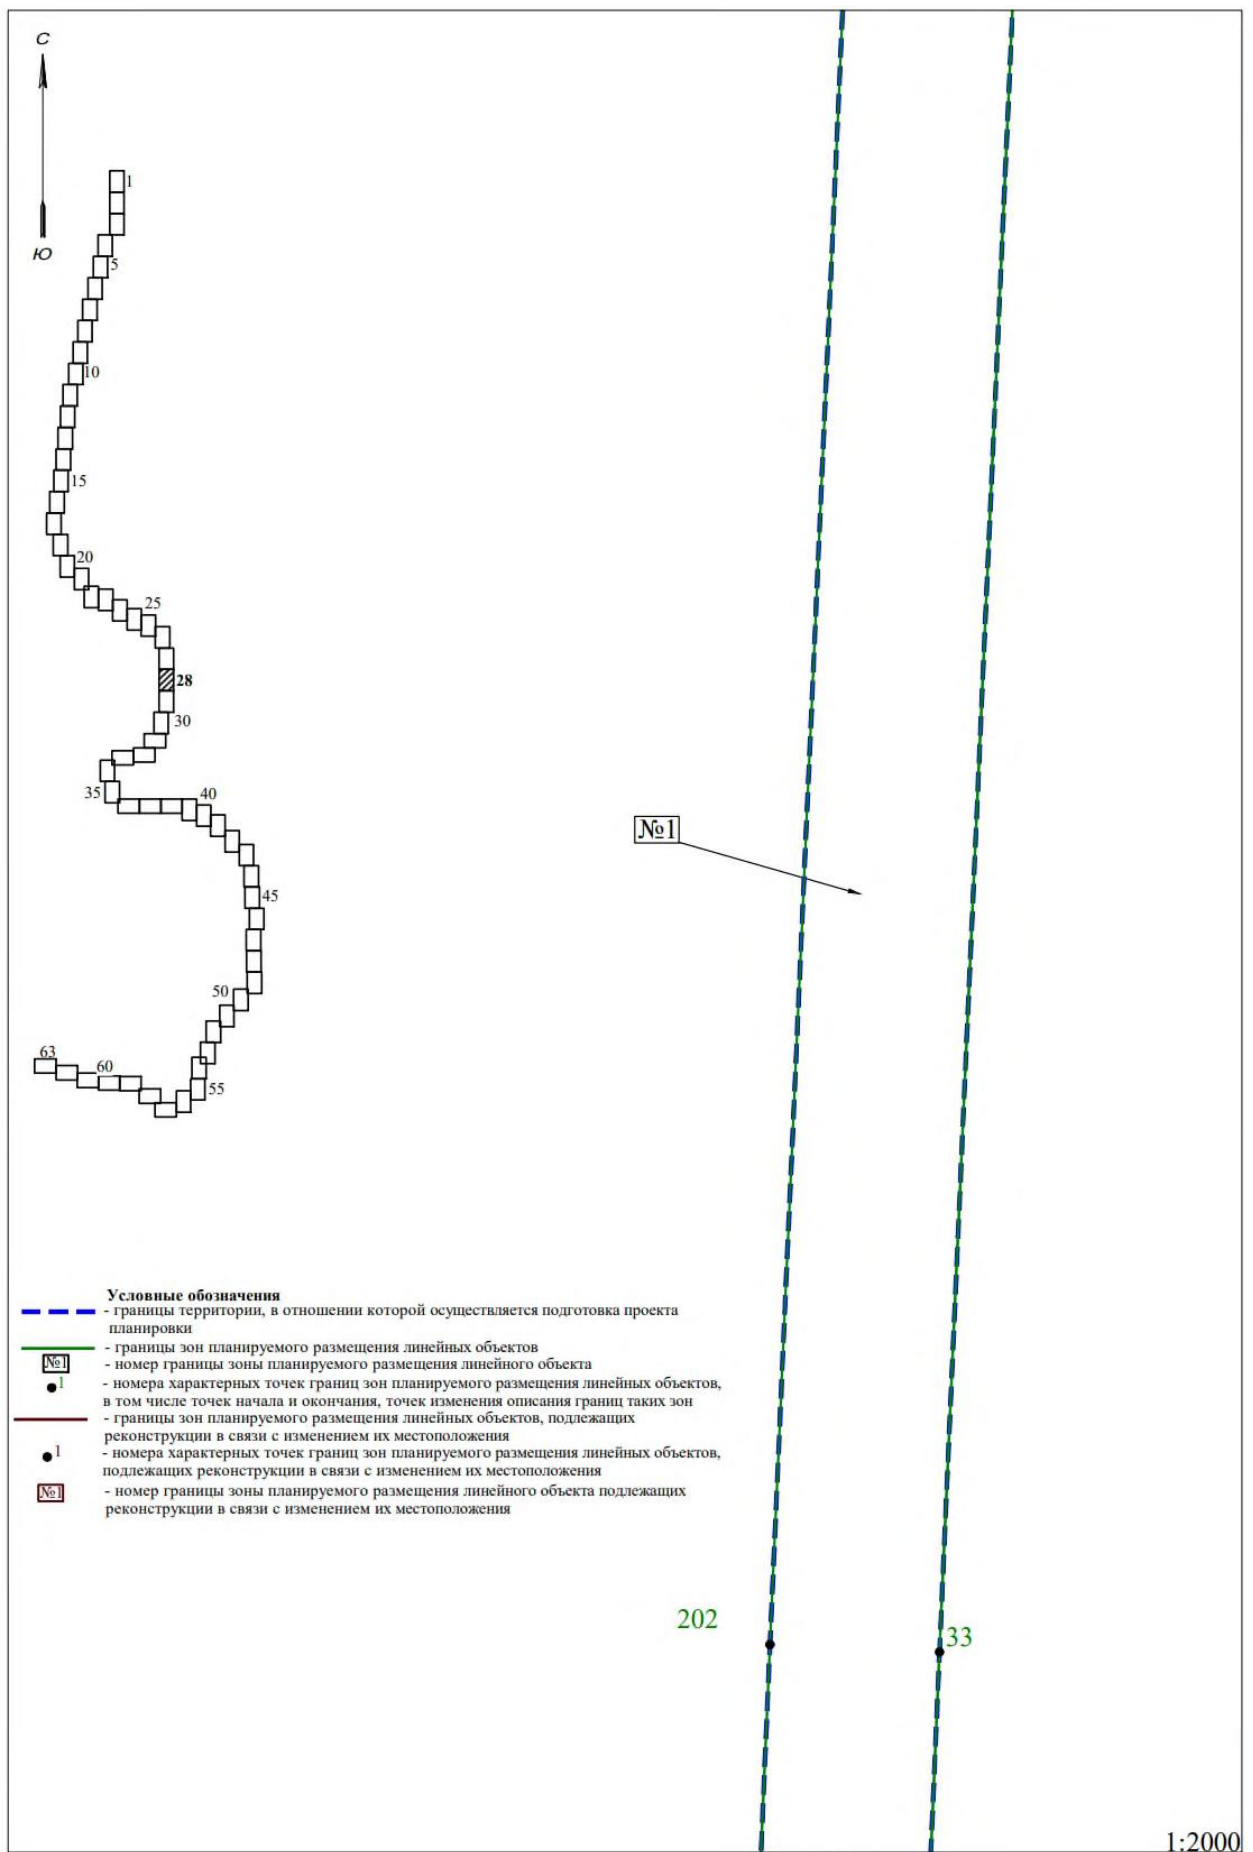 С
Ю
1
5
10
15
20
25
28
30
35
40
45
50
55
60
63
№1
Условные обозначения
- границы территории, в отношении которой осуществляется подготовка проекта
планировки
- границы зон планируемого размещения линейных объектов
№1
- номер границы зоны планируемого размещения линейного объекта
1
- номера характерных точек границ зон планируемого размещения линейных объектов,
в том числе точек начала и окончания, точек изменения описания границ таких зон
- границы зон планируемого размещения линейных объектов, подлежащих
реконструкции в связи с изменением их местоположения
1
- номера характерных точек границ зон планируемого размещения линейных объектов,
подлежащих реконструкции в связи с изменением их местоположения
№1
- номер границы зоны планируемого размещения линейного объекта подлежащих
реконструкции в связи с изменением их местоположения
202
33
1:2000